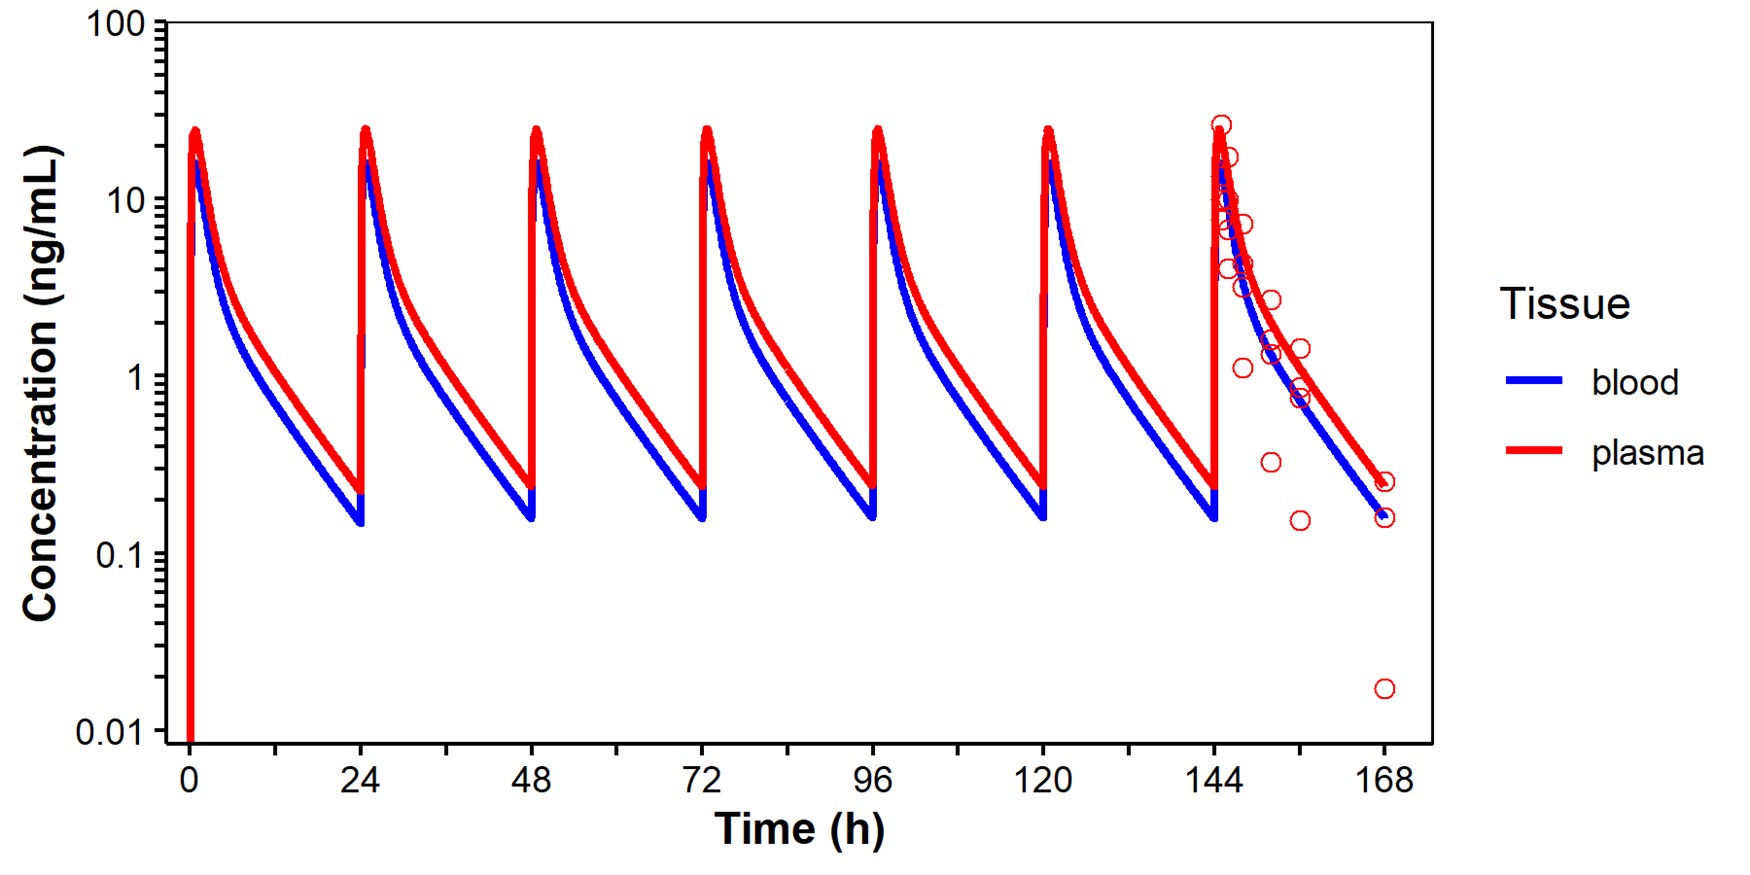 Concentration (ng/mL)
100
10
1
0.1
0.01
0 24 48 72 96 120 144 168
Time (h)
Tissue
blood
plasma